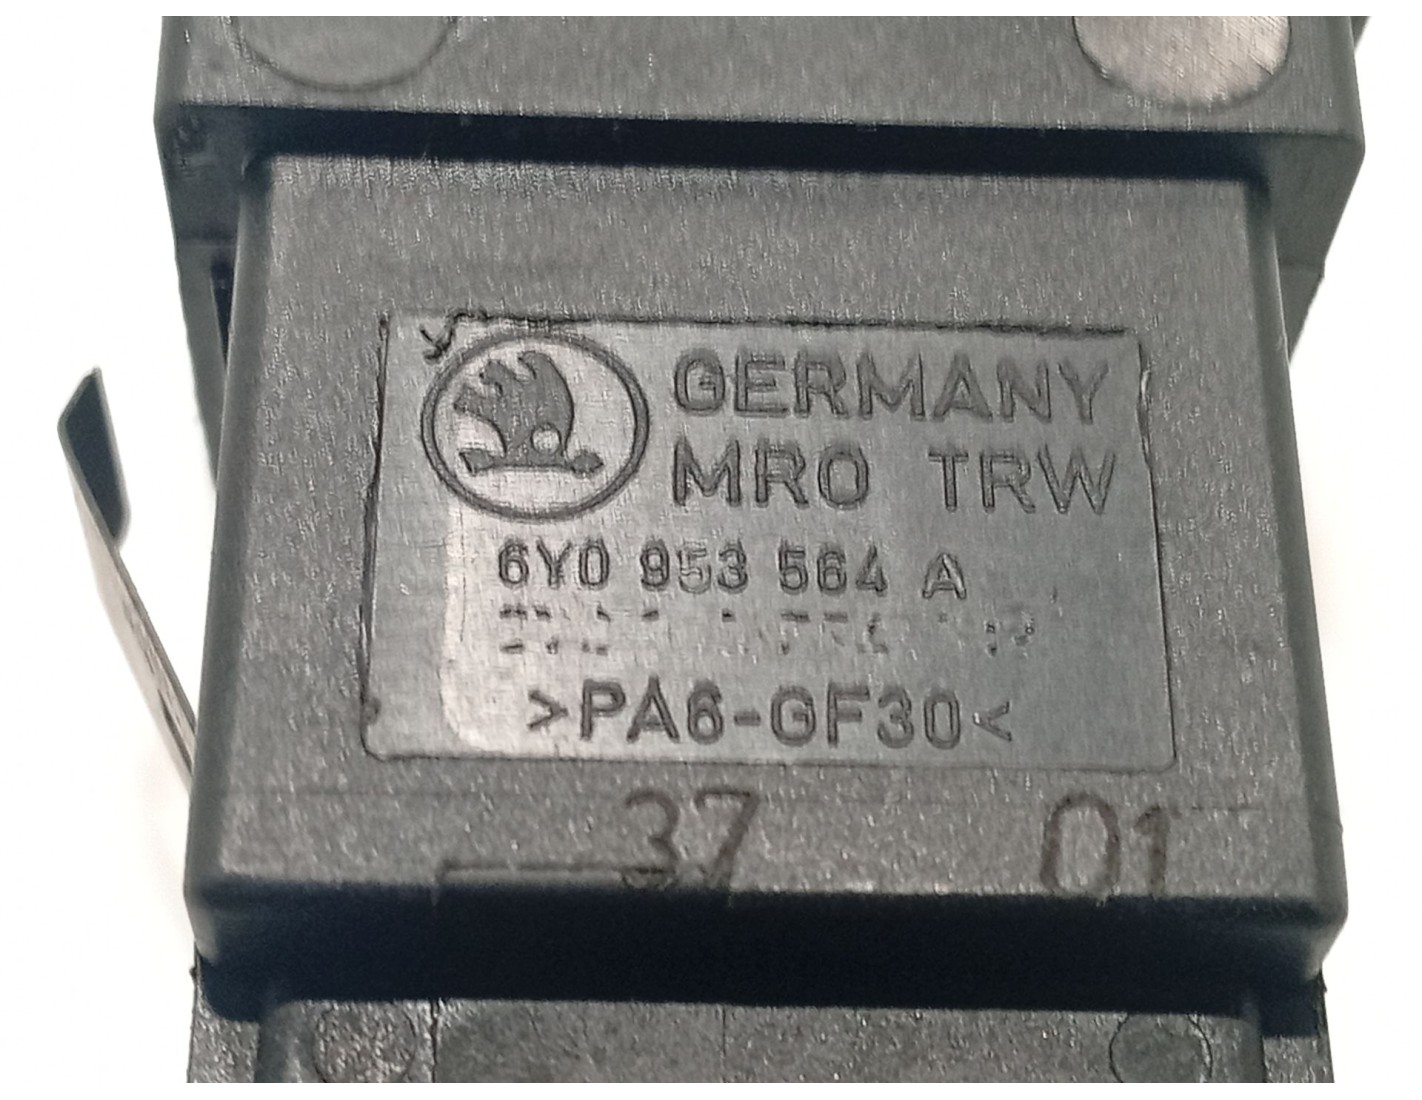 GERMANY
MRO TRW
6Y0 953 564 A
>PA6-GF30<
37 01